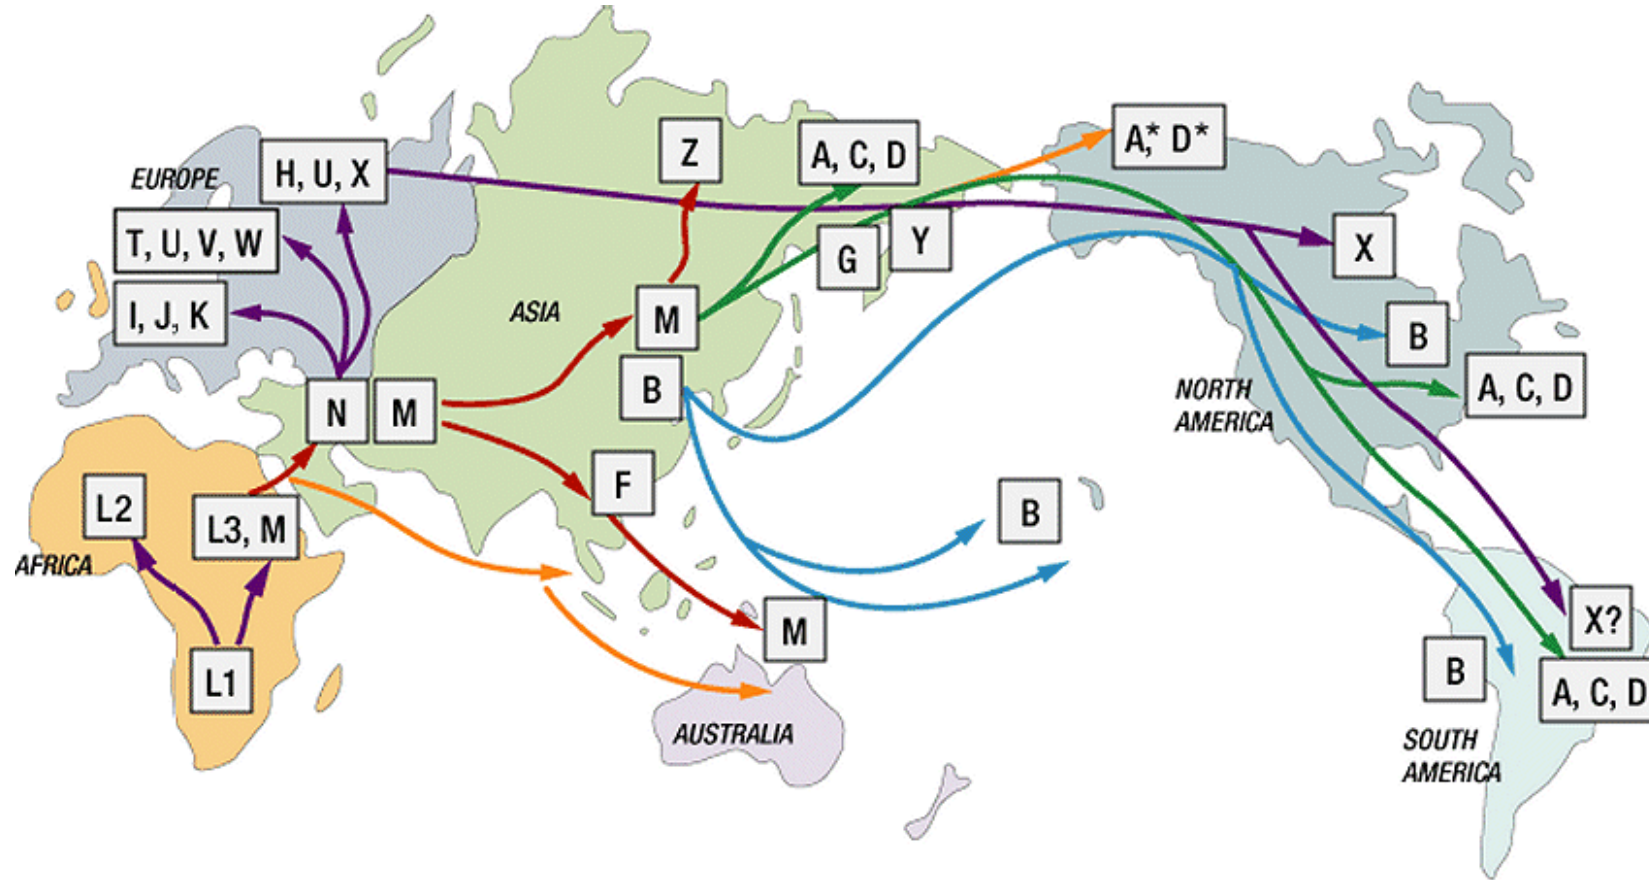 EUROPE
H, U, X
T, U, V, W
I, J, K
N
M
L2
L3, M
AFRICA
L1
ASIA
Z
A, C, D
M
B
G
Y
F
M
AUSTRALIA
B
A,* D*
X
B
A, C, D
NORTH
AMERICA
X?
B
A, C, D
SOUTH
AMERICA